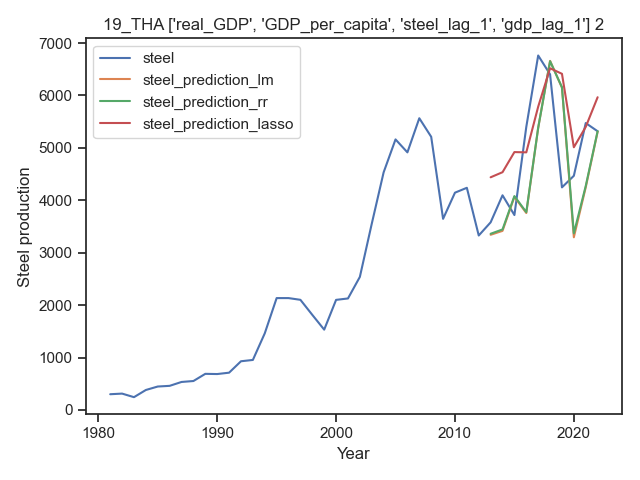 19_THA ['real_GDP', 'GDP_per_capita', 'steel_lag_1', 'gdp_lag_1'] 2
steel
steel_prediction_lm
steel_prediction_rr
steel_prediction_lasso
7000
6000
5000
4000
3000
2000
1000
0
Steel production
1980
1990
2000
2010
2020
Year